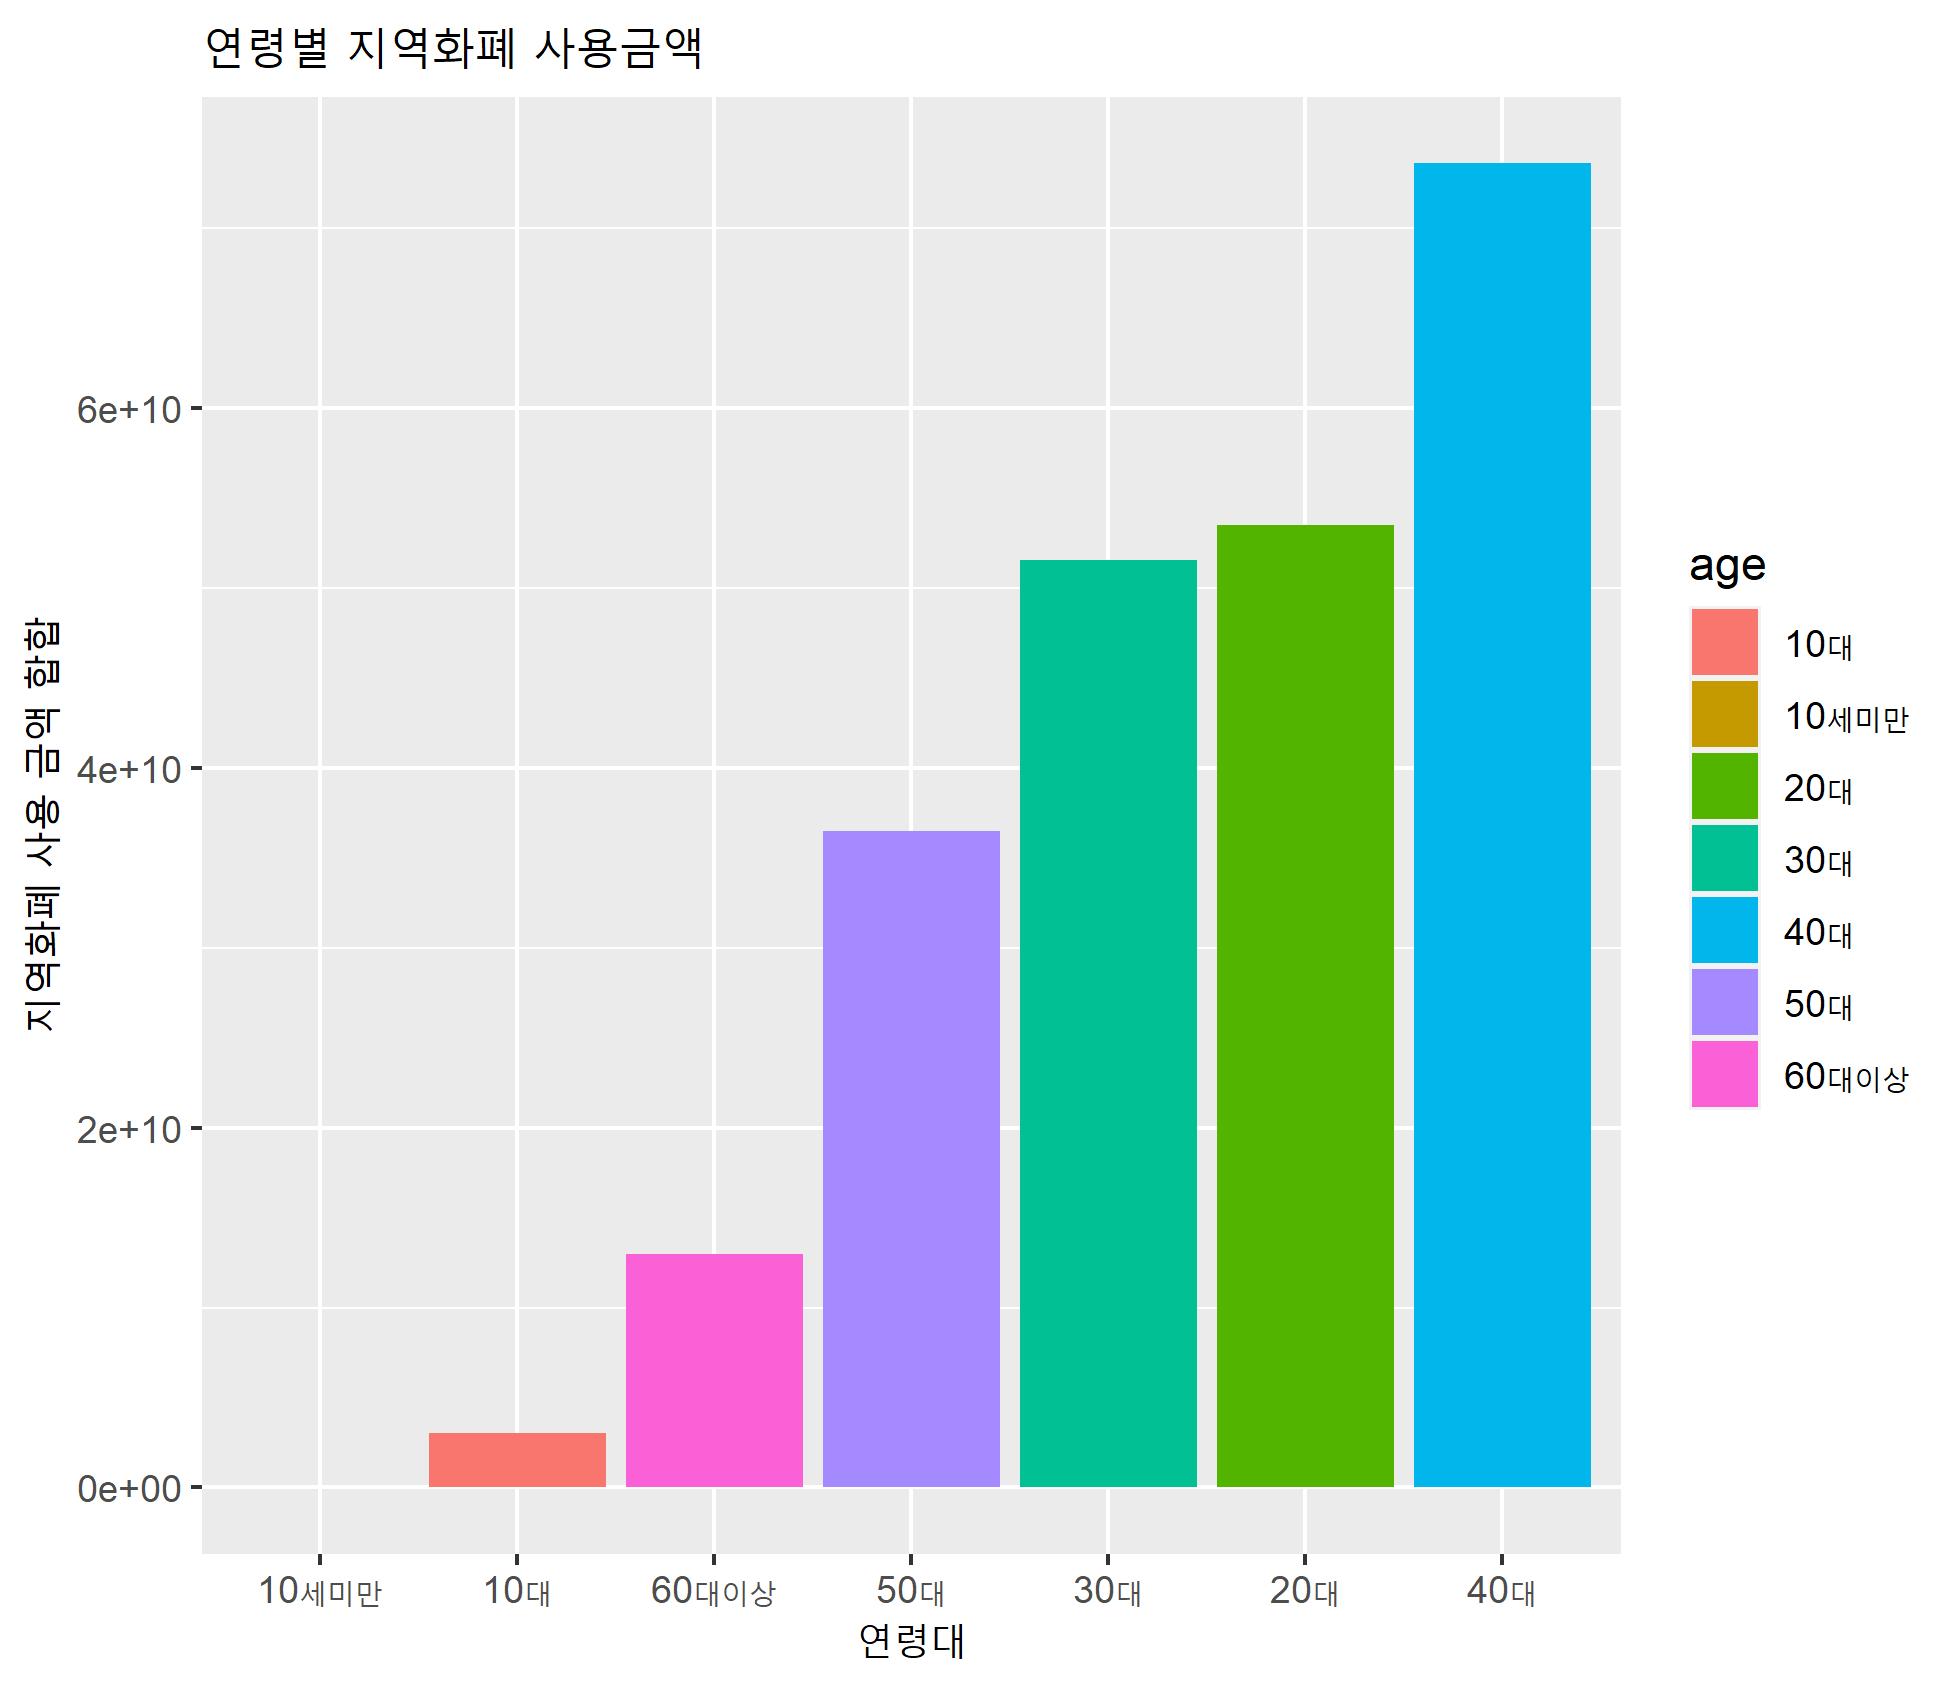 연령별 지역화폐 사용금액
지역화폐 사용 금액 합합
6e+10
4e+10
2e+10
0e+00
10세미만
10대
60대이상
50대
30대
20대
40대
연령대
age
10대
10세미만
20대
30대
40대
50대
60대이상